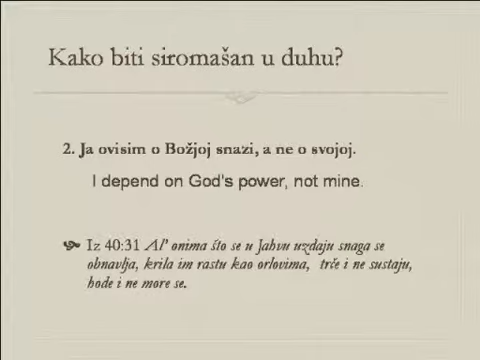 Kako biti siromašan u duhu?
2. Ja ovisim o Božjoj snazi, a ne o svojoj.
I depend on God's power, not mine.
Iz 40:31 Al' onima što se u Jahvu uzdaju snaga se
obnavlja, krila im rastu kao orlovima, trče i ne sustaju,
hode i ne more se.